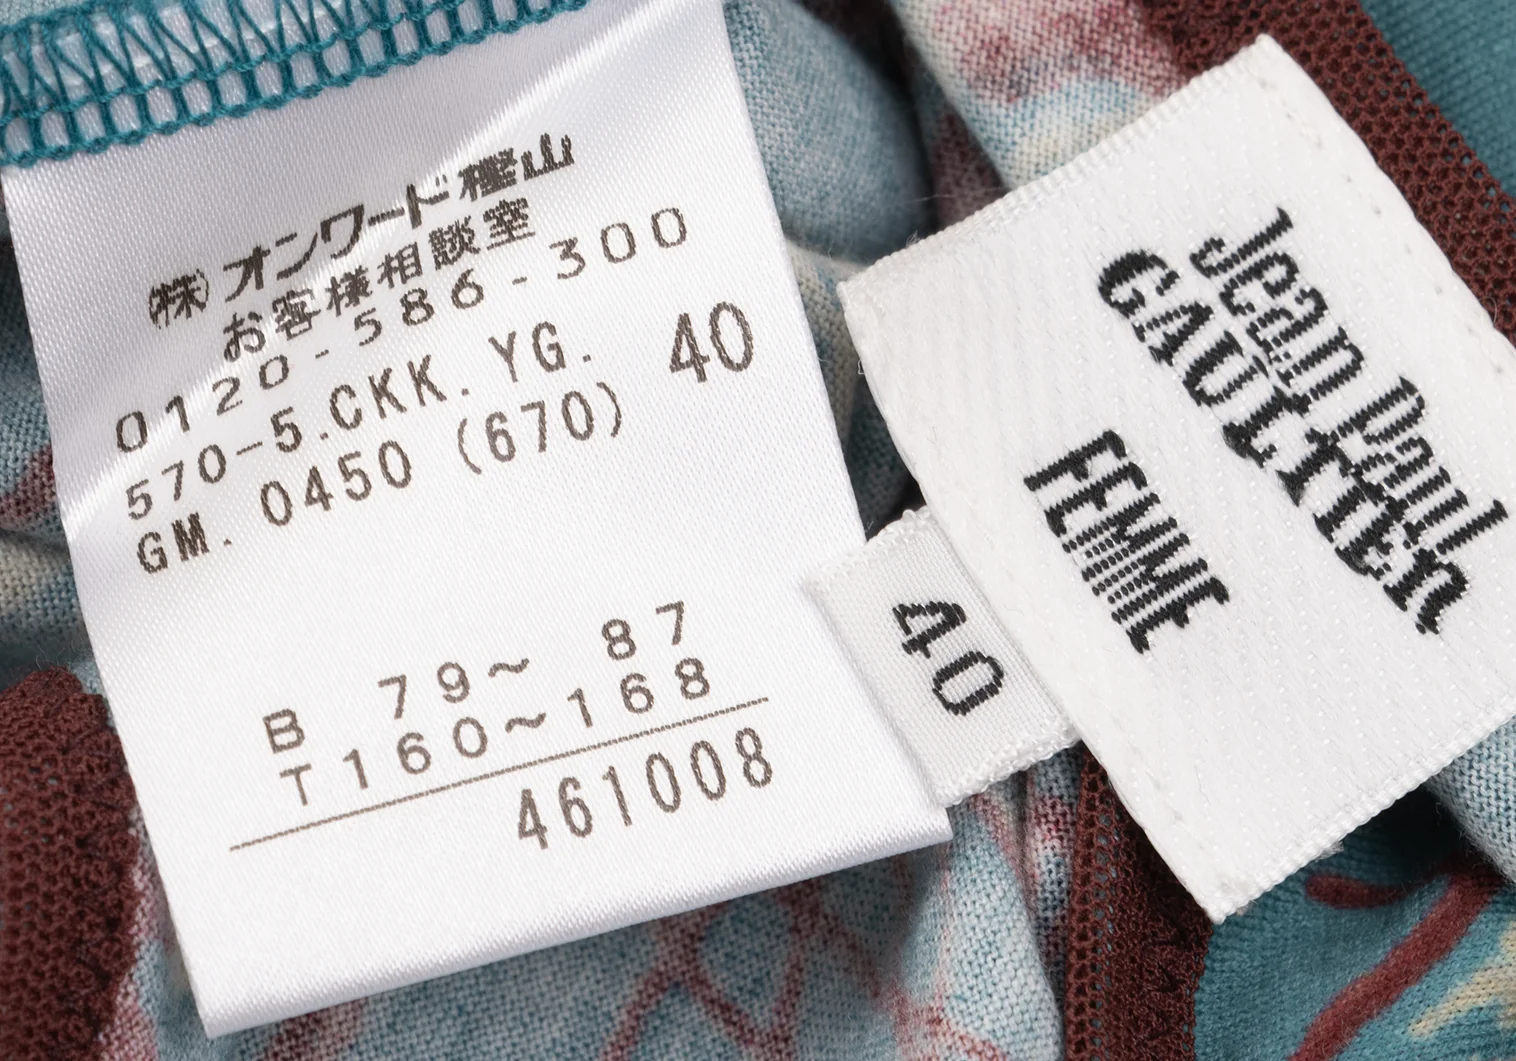 ㈱オンワード樫山
お客様相談室
0120-586-300
570-5.CKK.YG. 40
GM. 0450 (670)
B 79～ 87
T 160～168
461008
40
Jean Paul
GAULTIER
FEMME